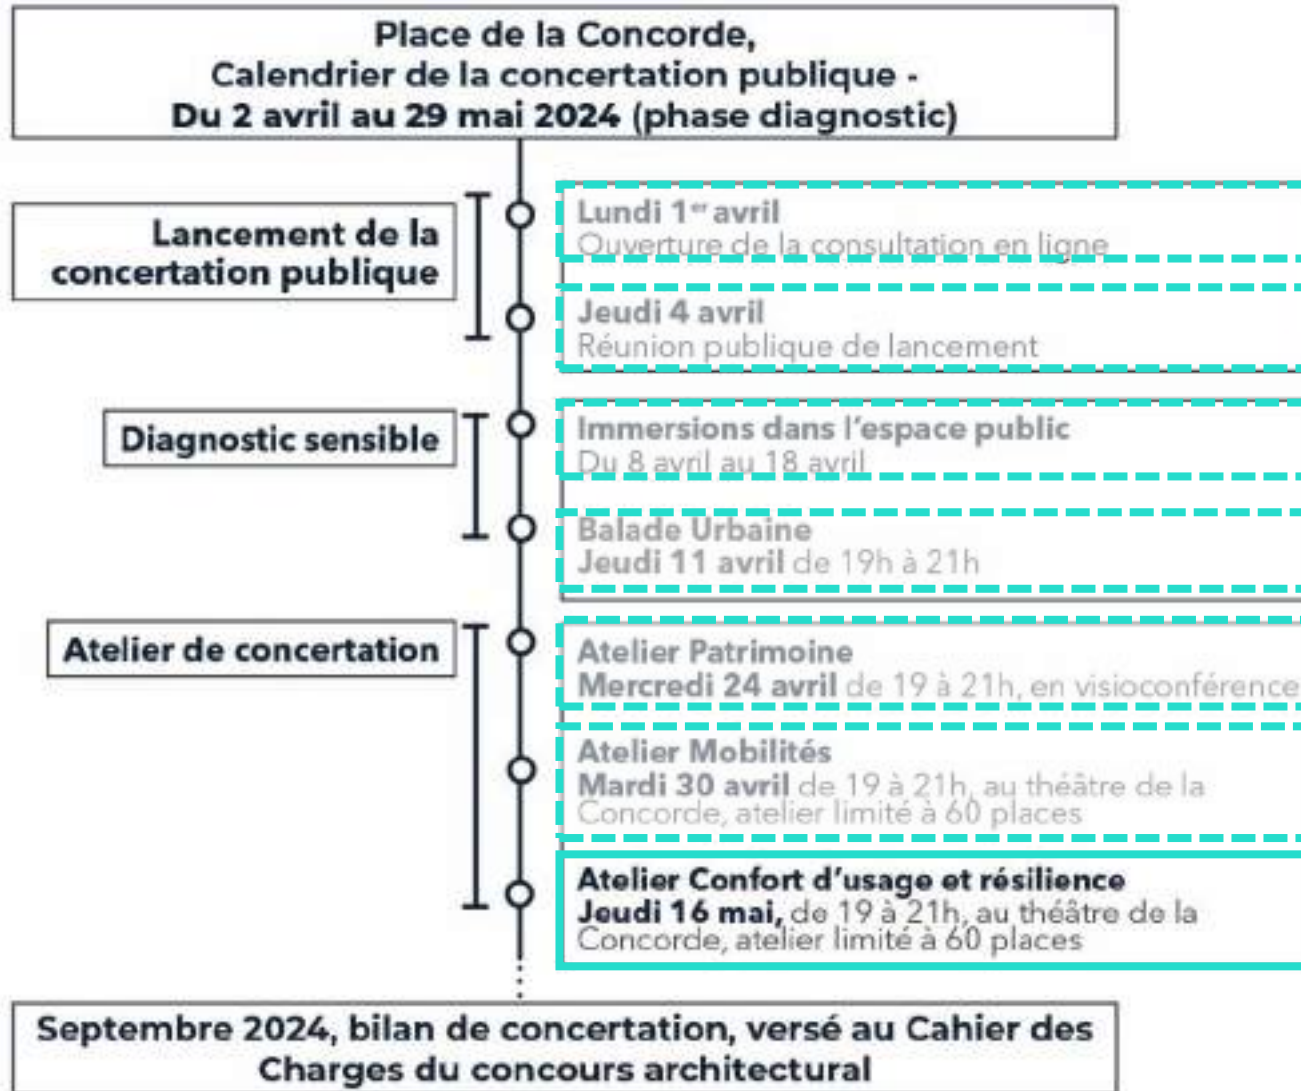 Place de la Concorde,
Calendrier de la concertation publique -
Du 2 avril au 29 mai 2024 (phase diagnostic)
Lancement de la
concertation publique
Lundi 1er avril
Ouverture de la consultation en ligne
Jeudi 4 avril
Réunion publique de lancement
Diagnostic sensible
Immersions dans l'espace public
Du 8 avril au 18 avril
Balade Urbaine
Jeudi 11 avril de 19h à 21h
Atelier de concertation
Atelier Patrimoine
Mercredi 24 avril de 19 à 21h, en visioconférence
Atelier Mobilités
Mardi 30 avril de 19 à 21h, au théâtre de la
Concorde, atelier limité à 60 places
Atelier Confort d'usage et résilience
Jeudi 16 mai, de 19 à 21h, au théâtre de la
Concorde, atelier limité à 60 places
Septembre 2024, bilan de concertation, versé au Cahier des
Charges du concours architectural